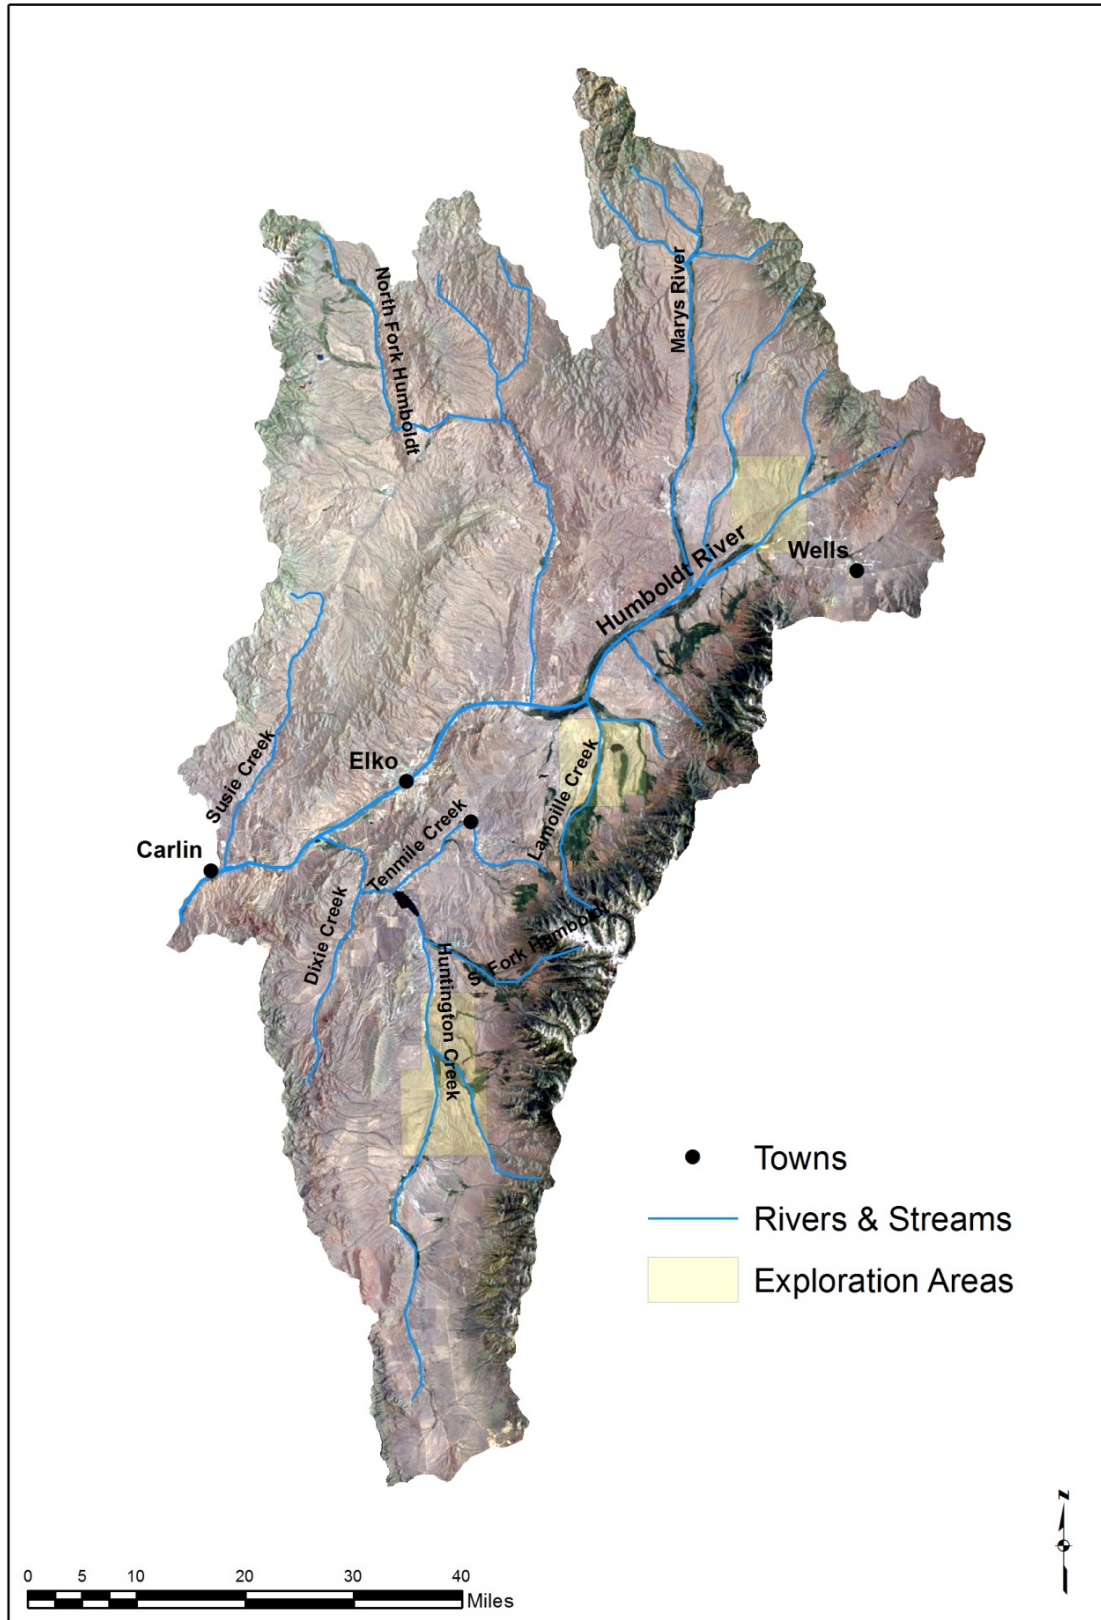 Marys River
North Fork Humboldt
Wells
Humboldt River
Susie Creek
Elko
Lamoille Creek
Tenmile Creek
Carlin
Dixie Creek
S. Fork Humboldt
Huntington Creek
Towns
Rivers & Streams
Exploration Areas
N
0 5 10 20 30 40
Miles